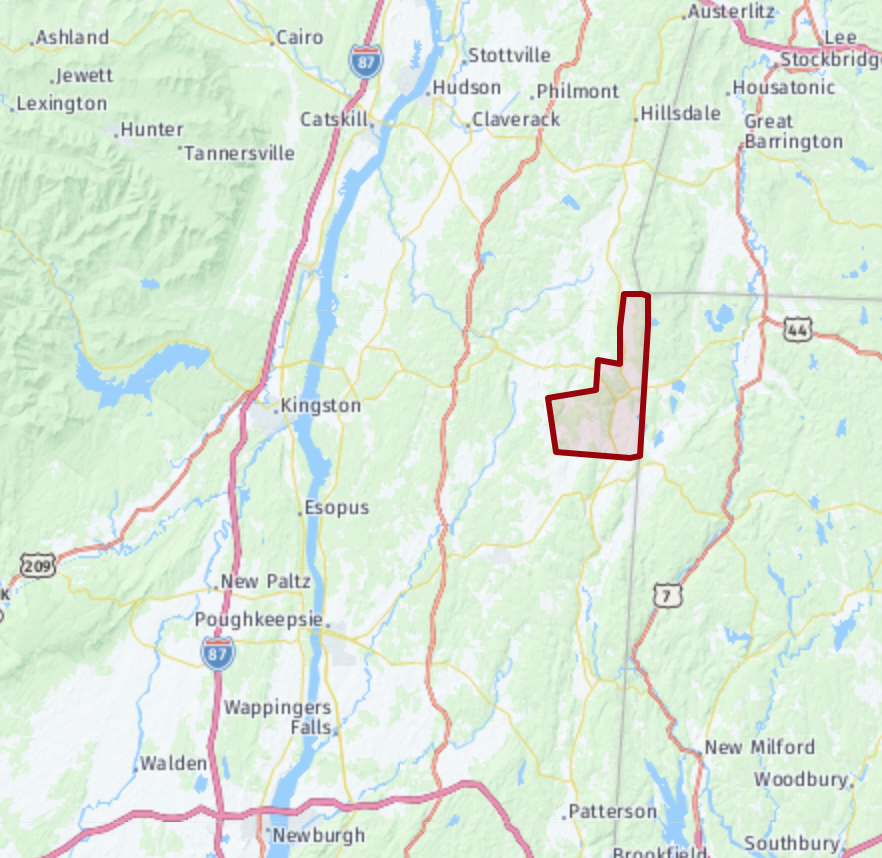 Austerlitz
Ashland
Cairo
Lee
87
Stottville
Stockbridg
Jewett
Hudson
Philmont
Housatonic
Lexington
Catskill
Claverack
Hillsdale
Great
Barrington
Hunter
Tannersville
44
Kingston
Esopus
209
New Paltz
K
7
Poughkeepsie
87
Wappingers
Falls
New Milford
Walden
Woodbury
Patterson
Newburgh
Southbury
Brookfield